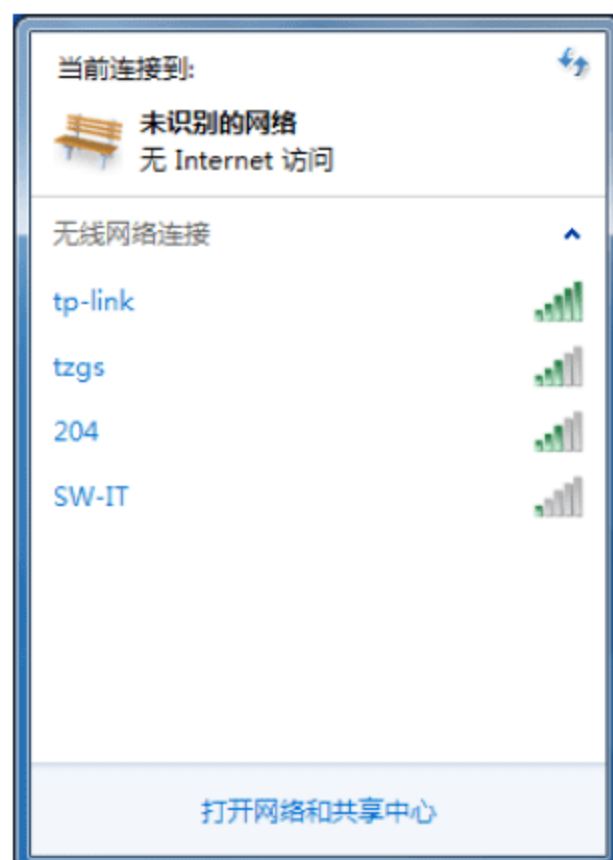 当前连接到:
未识别的网络
无 Internet 访问
无线网络连接
tp-link
tzgs
204
SW-IT
打开网络和共享中心